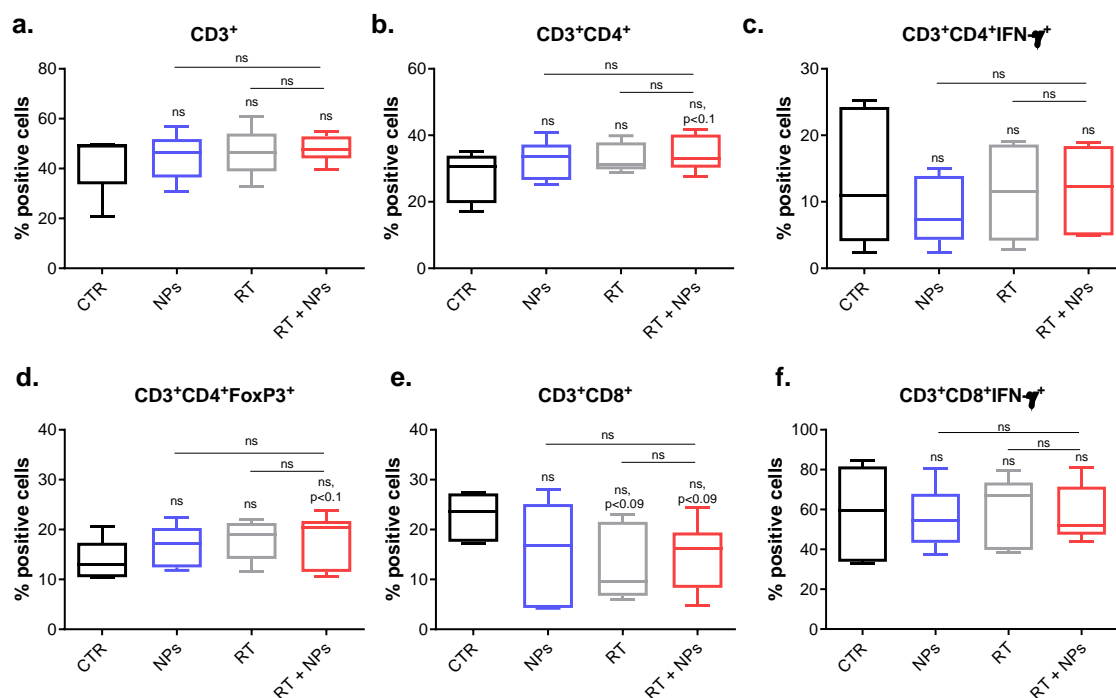 a.
CD3⁺
% positive cells
80
60
40
20
0
ns
ns
ns
ns
ns
CTR
NPs
RT
RT + NPs
b.
CD3⁺CD4⁺
% positive cells
60
40
20
0
ns
ns
ns
ns
ns,
p<0.1
CTR
NPs
RT
RT + NPs
c.
CD3⁺CD4⁺IFN-γ⁺
% positive cells
30
20
10
0
ns
ns
ns
ns
ns
CTR
NPs
RT
RT + NPs
d.
CD3⁺CD4⁺FoxP3⁺
% positive cells
40
30
20
10
0
ns
ns
ns
ns
ns,
p<0.1
CTR
NPs
RT
RT + NPs
e.
CD3⁺CD8⁺
% positive cells
40
30
20
10
0
ns
ns
ns
ns,
p<0.09
ns,
p<0.09
CTR
NPs
RT
RT + NPs
f.
CD3⁺CD8⁺IFN-γ⁺
% positive cells
100
80
60
40
20
0
ns
ns
ns
ns
ns
CTR
NPs
RT
RT + NPs